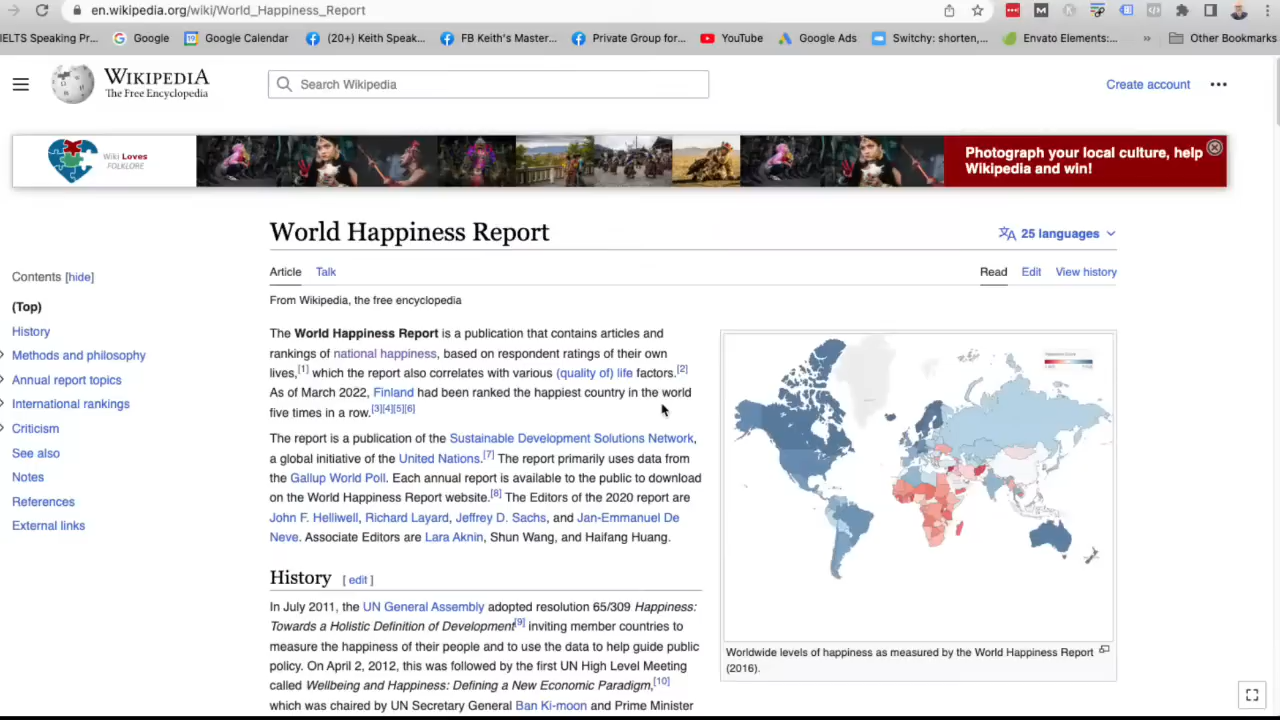 en.wikipedia.org/wiki/World_Happiness_Report
IELTS Speaking Pr...
Google
Google Calendar
(20+) Keith Speak...
FB Keith's Master...
Private Group for...
YouTube
Google Ads
Switchy: shorten,...
Envato Elements:...
»
Other Bookmarks
WIKIPEDIA
The Free Encyclopedia
Search Wikipedia
Create account
Wiki Loves
FOLKLORE
Photograph your local culture, help
Wikipedia and win!
World Happiness Report
25 languages
Contents [hide]
(Top)
History
Methods and philosophy
Annual report topics
International rankings
Criticism
See also
Notes
References
External links
Article
Talk
Read
Edit
View history
From Wikipedia, the free encyclopedia
The World Happiness Report is a publication that contains articles and
rankings of national happiness, based on respondent ratings of their own
lives,[1] which the report also correlates with various (quality of) life factors.[2]
As of March 2022, Finland had been ranked the happiest country in the world
five times in a row.[3][4][5][6]
The report is a publication of the Sustainable Development Solutions Network,
a global initiative of the United Nations.[7] The report primarily uses data from
the Gallup World Poll. Each annual report is available to the public to download
on the World Happiness Report website.[8] The Editors of the 2020 report are
John F. Helliwell, Richard Layard, Jeffrey D. Sachs, and Jan-Emmanuel De
Neve. Associate Editors are Lara Aknin, Shun Wang, and Haifang Huang.
History [ edit ]
In July 2011, the UN General Assembly adopted resolution 65/309 Happiness:
Towards a Holistic Definition of Development[9] inviting member countries to
measure the happiness of their people and to use the data to help guide public
policy. On April 2, 2012, this was followed by the first UN High Level Meeting
called Wellbeing and Happiness: Defining a New Economic Paradigm,[10]
which was chaired by UN Secretary General Ban Ki-moon and Prime Minister
Worldwide levels of happiness as measured by the World Happiness Report
(2016).